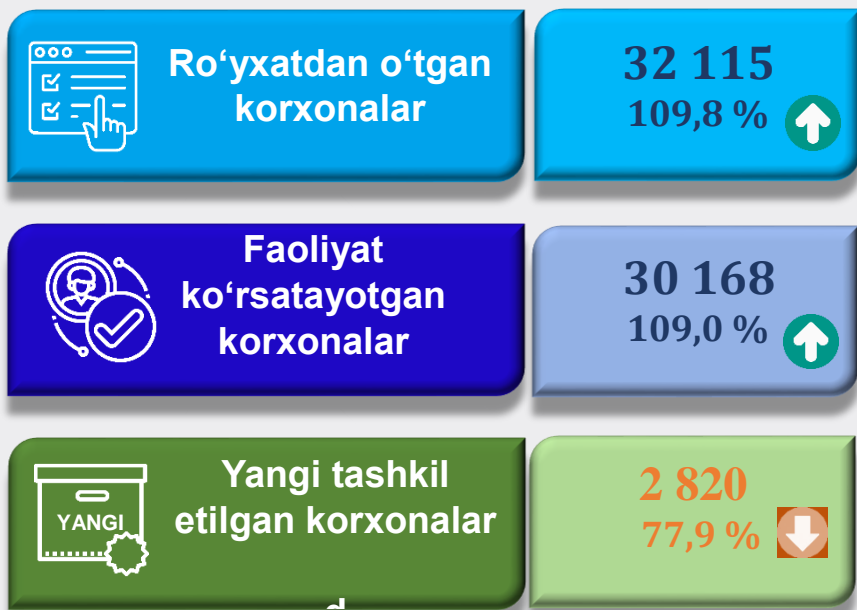 Ro‘yxatdan o‘tgan
korxonalar
32 115
109,8 %
Faoliyat
ko‘rsatayotgan
korxonalar
30 168
109,0 %
YANGI
Yangi tashkil
etilgan korxonalar
2 820
77,9 %